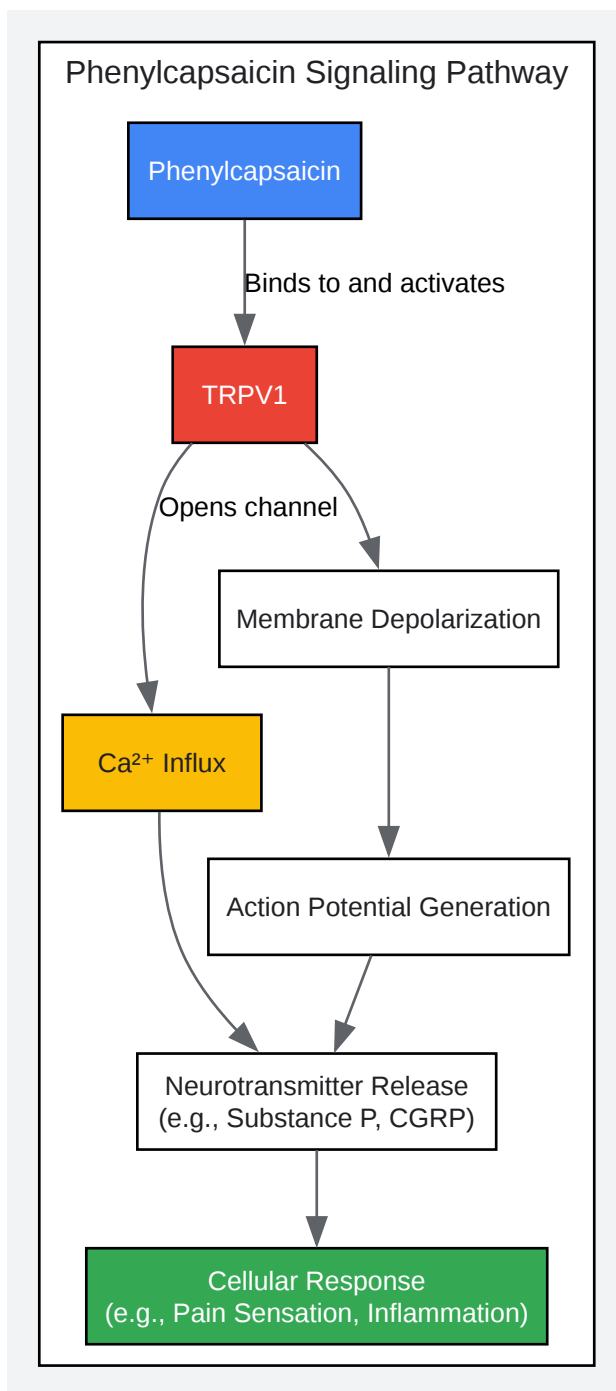 Phenylcapsaicin Signaling Pathway
Phenylcapsaicin
Binds to and activates
TRPV1
Opens channel
Membrane Depolarization
Ca²⁺ Influx
Action Potential Generation
Neurotransmitter Release
(e.g., Substance P, CGRP)
Cellular Response
(e.g., Pain Sensation, Inflammation)